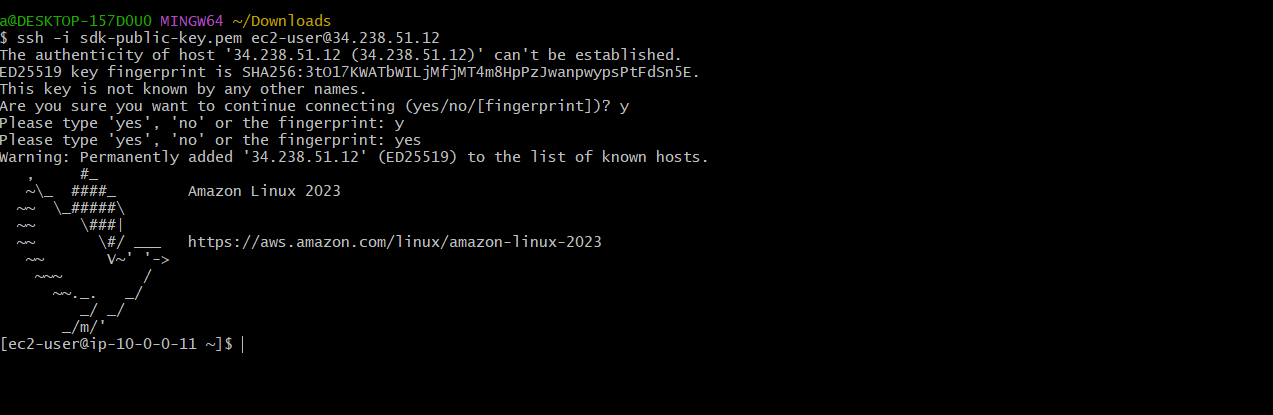 a@DESKTOP-157DOUO MINGW64 ~/Downloads
$ ssh -i sdk-public-key.pem ec2-user@34.238.51.12
The authenticity of host '34.238.51.12 (34.238.51.12)' can't be established.
ED25519 key fingerprint is SHA256:3tO17KWATbWILjMfjMT4m8HpPzJwanpwypsPtFdSn5E.
This key is not known by any other names.
Are you sure you want to continue connecting (yes/no/[fingerprint])? y
Please type 'yes', 'no' or the fingerprint: y
Please type 'yes', 'no' or the fingerprint: yes
Warning: Permanently added '34.238.51.12' (ED25519) to the list of known hosts.
   ,     #_
   ~\_  ####_        Amazon Linux 2023
  ~~  \_#####\
  ~~     \###|
  ~~       \#/ ___   https://aws.amazon.com/linux/amazon-linux-2023
   ~~       V~' '->
    ~~~         /
      ~~._.   _/
         _/ _/
       _/m/'
[ec2-user@ip-10-0-0-11 ~]$